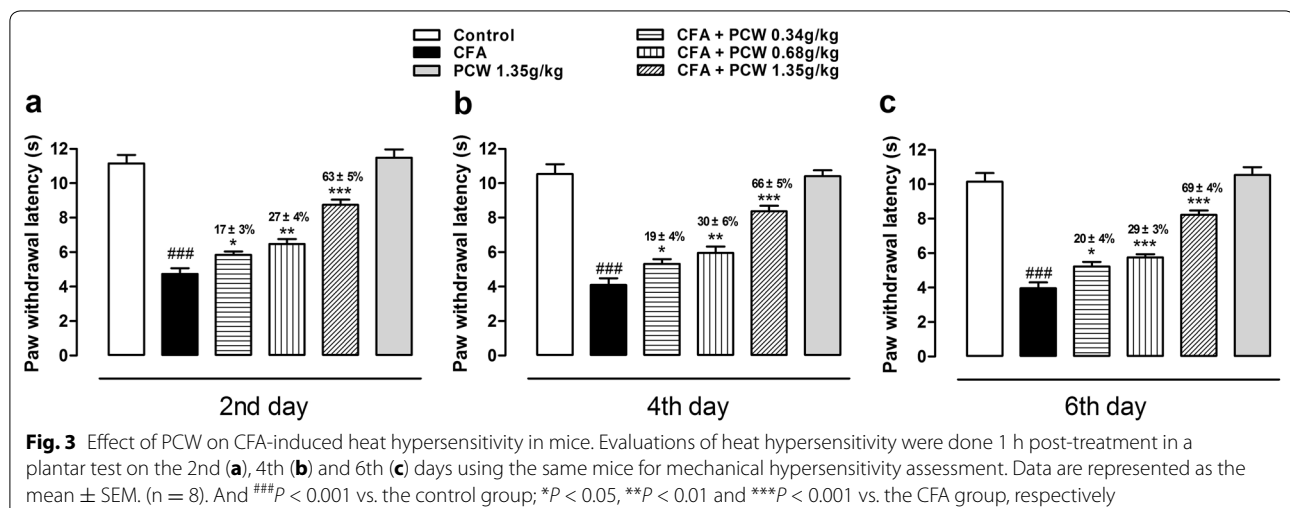 Control
CFA
PCW 1.35g/kg
CFA + PCW 0.34g/kg
CFA + PCW 0.68g/kg
CFA + PCW 1.35g/kg
a
Paw withdrawal latency (s)
12
10
8
6
4
2
0
###
17 ± 3%
*
27 ± 4%
**
63 ± 5%
***
2nd day
b
Paw withdrawal latency (s)
12
10
8
6
4
2
0
###
19 ± 4%
*
30 ± 6%
**
66 ± 5%
***
4th day
c
Paw withdrawal latency (s)
12
10
8
6
4
2
0
###
20 ± 4%
*
29 ± 3%
***
69 ± 4%
***
6th day
Fig. 3 Effect of PCW on CFA-induced heat hypersensitivity in mice. Evaluations of heat hypersensitivity were done 1 h post-treatment in a
plantar test on the 2nd (a), 4th (b) and 6th (c) days using the same mice for mechanical hypersensitivity assessment. Data are represented as the
mean ± SEM. (n = 8). And ###P < 0.001 vs. the control group; *P < 0.05, **P < 0.01 and ***P < 0.001 vs. the CFA group, respectively